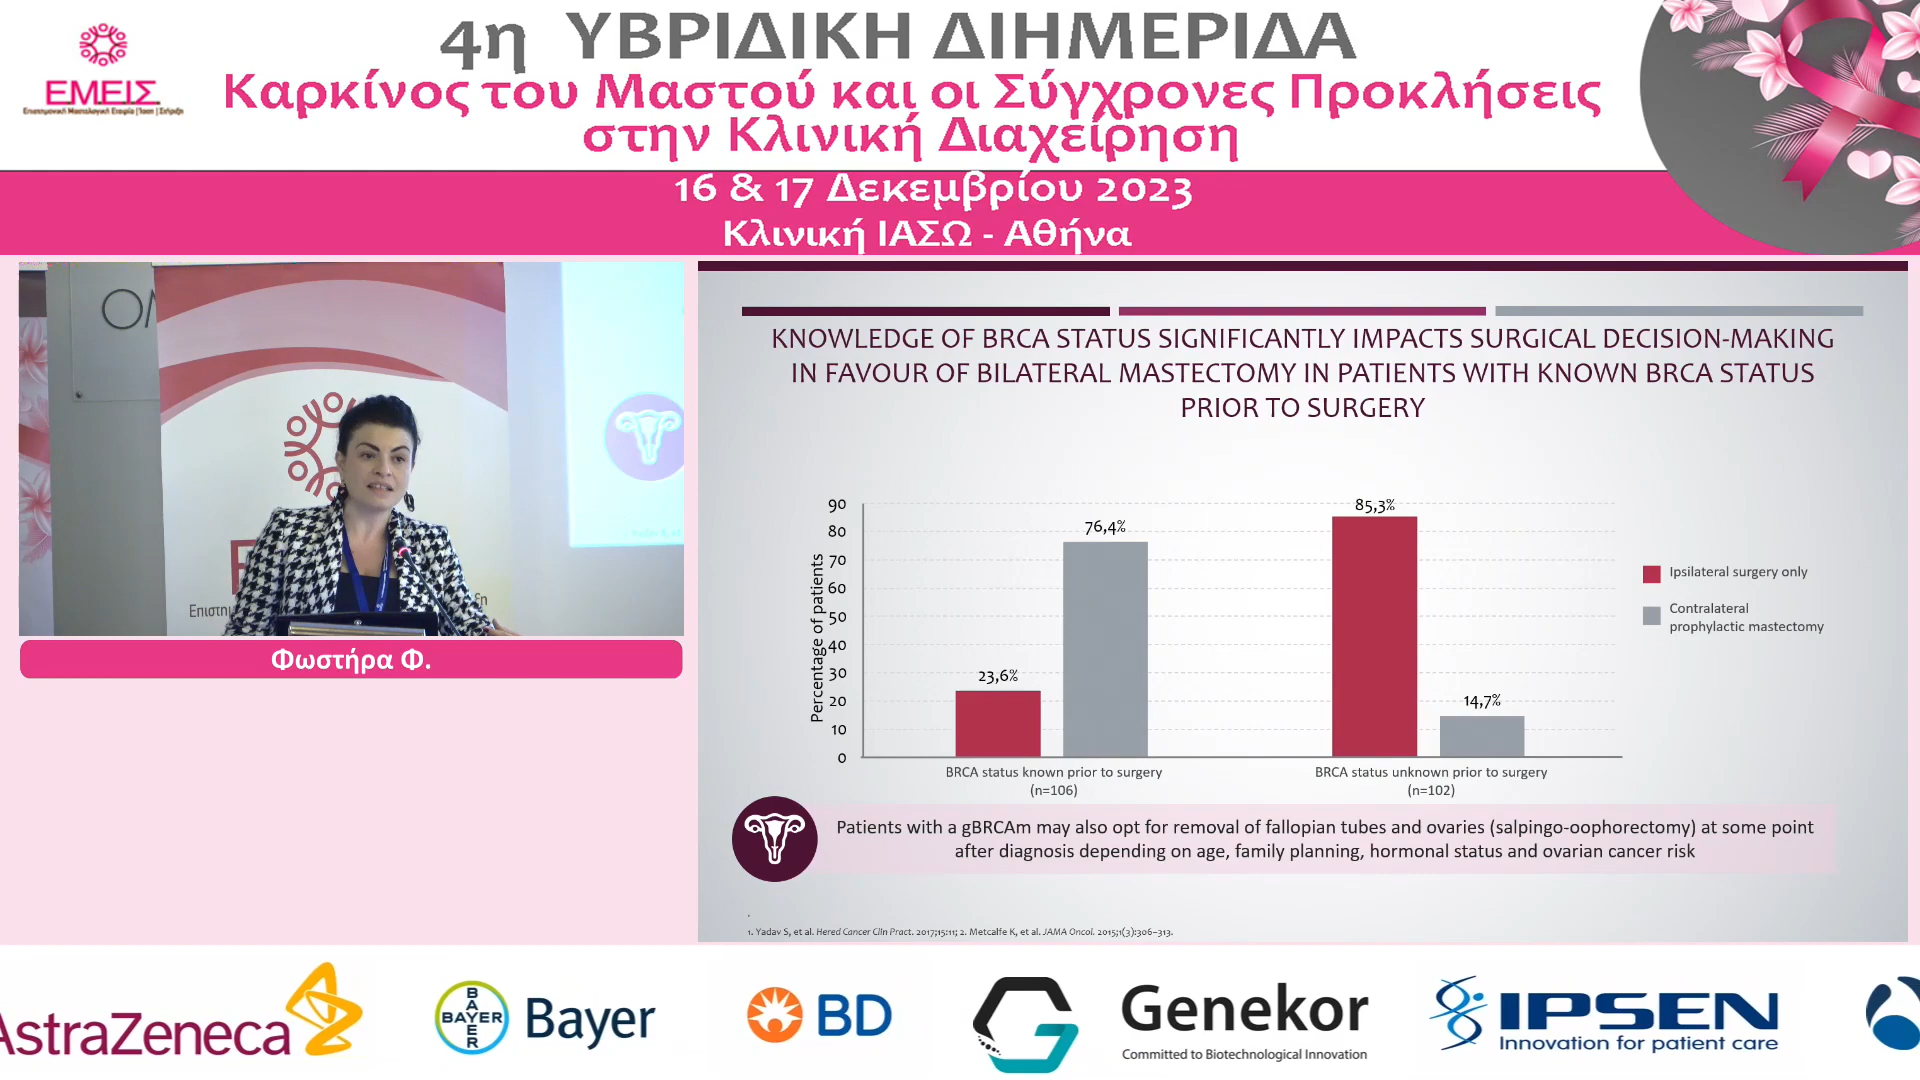 4η ΥΒΡΙΔΙΚΗ ΔΙΗΜΕΡΙΔΑ
Καρκίνος του Μαστού και οι Σύγχρονες Προκλήσεις
στην Κλινική Διαχείρηση
16 & 17 Δεκεμβρίου 2023
Κλινική ΙΑΣΩ - Αθήνα
ΕΜΕΙΣ
Επιστημονική Μαστολογική Εταιρία | Ίαση | Στήριξη
Φωστήρα Φ.
KNOWLEDGE OF BRCA STATUS SIGNIFICANTLY IMPACTS SURGICAL DECISION-MAKING
IN FAVOUR OF BILATERAL MASTECTOMY IN PATIENTS WITH KNOWN BRCA STATUS
PRIOR TO SURGERY
Percentage of patients
90
80
70
60
50
40
30
20
10
0
23,6%
76,4%
85,3%
14,7%
BRCA status known prior to surgery
(n=106)
BRCA status unknown prior to surgery
(n=102)
Ipsilateral surgery only
Contralateral
prophylactic mastectomy
Patients with a gBRCAm may also opt for removal of fallopian tubes and ovaries (salpingo-oophorectomy) at some point
after diagnosis depending on age, family planning, hormonal status and ovarian cancer risk
1. Yadav S, et al. Hered Cancer Clin Pract. 2017;15:11; 2. Metcalfe K, et al. JAMA Oncol. 2015;1(3):306–313.
AstraZeneca
BAYER
BAYER
Bayer
BD
Genekor
Committed to Biotechnological Innovation
IPSEN
Innovation for patient care